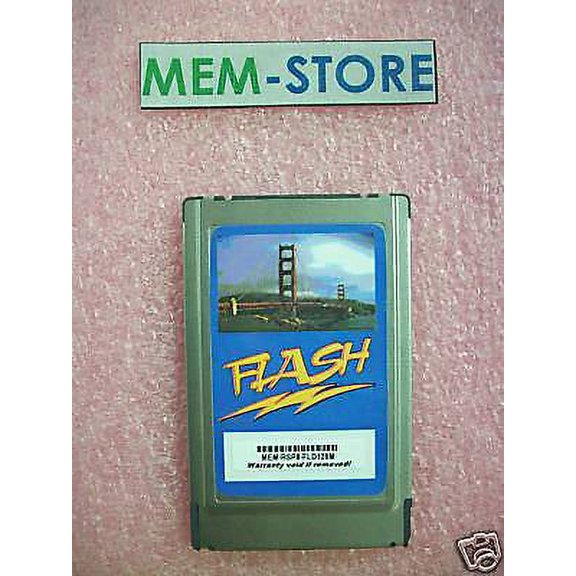 MEM-STORE
FLASH
MEM-RSP8-FLD128M
Warranty void if removed!